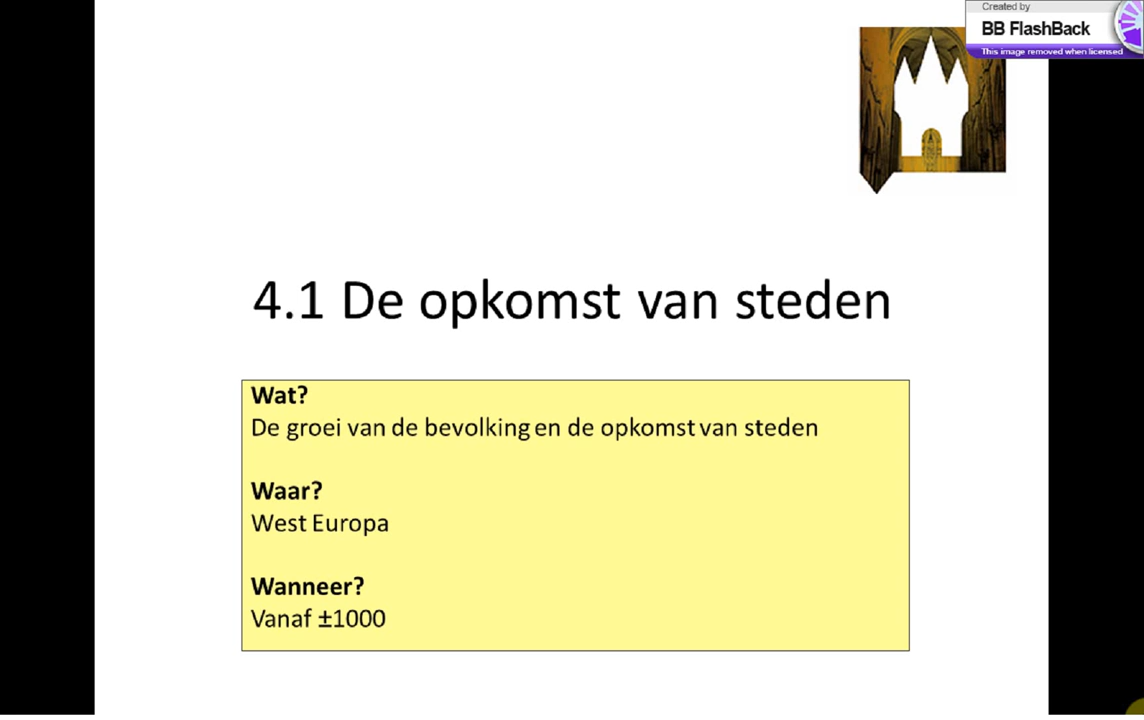 Created by
BB FlashBack
This image removed when licensed
4.1 De opkomst van steden
Wat?
De groei van de bevolking en de opkomst van steden
Waar?
West Europa
Wanneer?
Vanaf ±1000